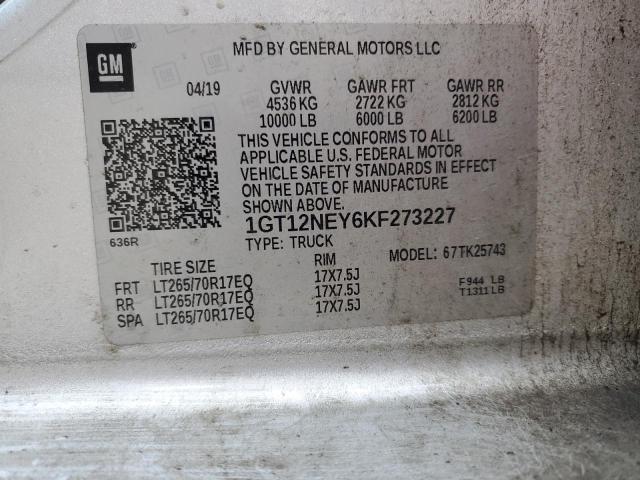 GM
MFD BY GENERAL MOTORS LLC
04/19 GVWR GAWR FRT GAWR RR
4536 KG 2722 KG 2812 KG
10000 LB 6000 LB 6200 LB
THIS VEHICLE CONFORMS TO ALL
APPLICABLE U.S. FEDERAL MOTOR
VEHICLE SAFETY STANDARDS IN EFFECT
ON THE DATE OF MANUFACTURE
SHOWN ABOVE.
636R
1GT12NEY6KF273227
TYPE: TRUCK MODEL: 67TK25743
TIRE SIZE RIM
FRT LT265/70R17EQ 17X7.5J
RR LT265/70R17EQ 17X7.5J
SPA LT265/70R17EQ 17X7.5J
F944 LB
T1311LB